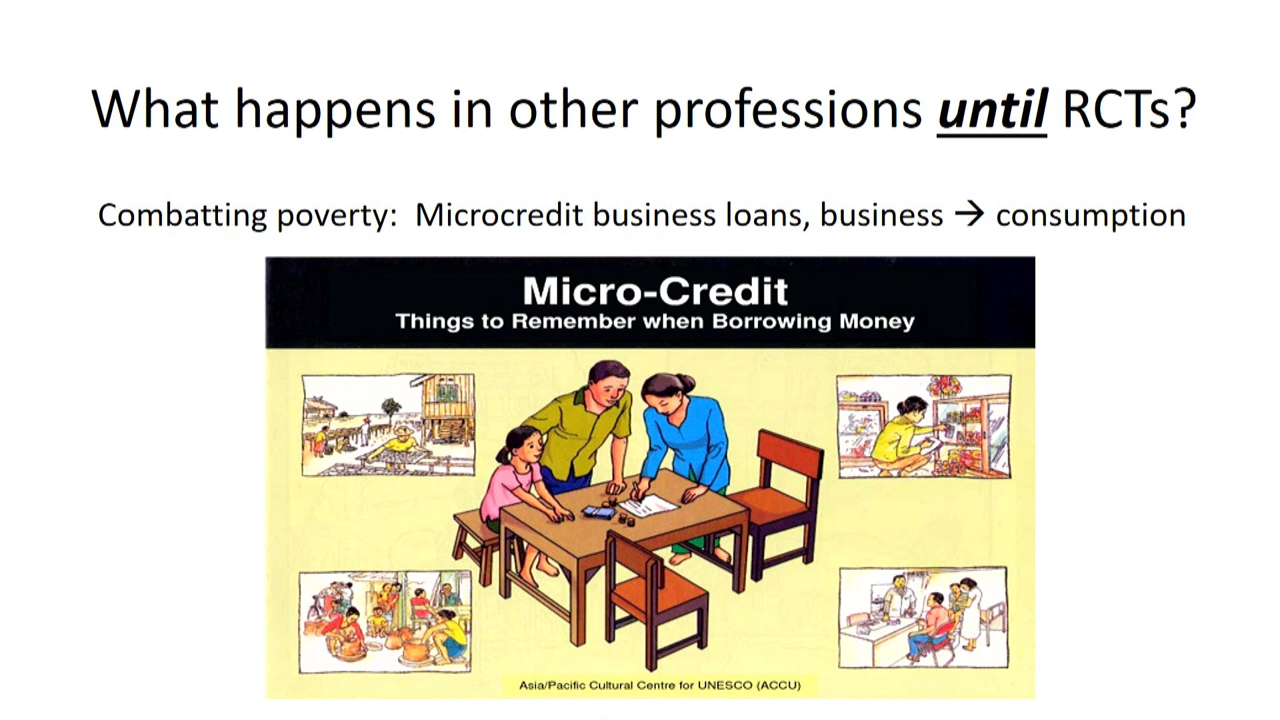 What happens in other professions until RCTs?
Combatting poverty:  Microcredit business loans, business → consumption
Micro-Credit
Things to Remember when Borrowing Money
Asia/Pacific Cultural Centre for UNESCO (ACCU)